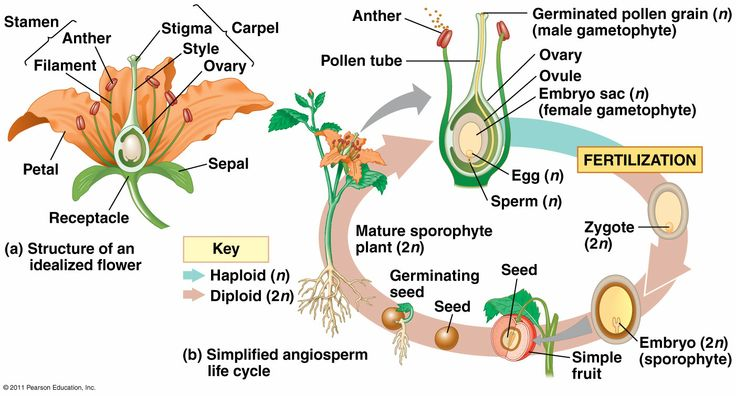 Stamen
Anther
Filament
Stigma
Carpel
Style
Ovary
Petal
Sepal
Receptacle
(a) Structure of an
idealized flower
Key
Haploid (n)
Diploid (2n)
Anther
Pollen tube
Germinated pollen grain (n)
(male gametophyte)
Ovary
Ovule
Embryo sac (n)
(female gametophyte)
FERTILIZATION
Egg (n)
Sperm (n)
Zygote
(2n)
Mature sporophyte
plant (2n)
Germinating
seed
Seed
Seed
Embryo (2n)
(sporophyte)
Simple
fruit
(b) Simplified angiosperm
life cycle
© 2011 Pearson Education, Inc.